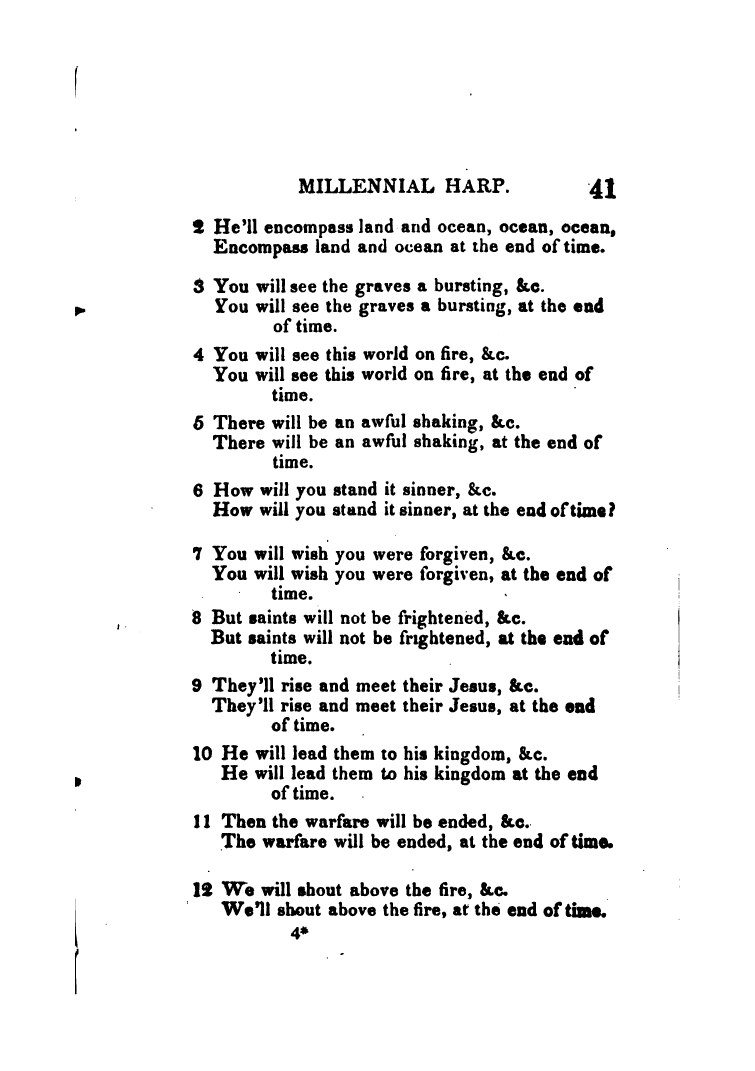 MILLENNIAL HARP. 41
2 He'll encompass land and ocean, ocean, ocean,
Encompass land and ocean at the end of time.
3 You will see the graves a bursting, &c.
You will see the graves a bursting, at the end
of time.
4 You will see this world on fire, &c.
You will see this world on fire, at the end of
time.
5 There will be an awful shaking, &c.
There will be an awful shaking, at the end of
time.
6 How will you stand it sinner, &c.
How will you stand it sinner, at the end of time?
7 You will wish you were forgiven, &c.
You will wish you were forgiven, at the end of
time.
8 But saints will not be frightened, &c.
But saints will not be frightened, at the end of
time.
9 They'll rise and meet their Jesus, &c.
They'll rise and meet their Jesus, at the end
of time.
10 He will lead them to his kingdom, &c.
He will lead them to his kingdom at the end
of time.
11 Then the warfare will be ended, &c.
The warfare will be ended, at the end of time.
12 We will shout above the fire, &c.
We'll shout above the fire, at the end of time.
4*